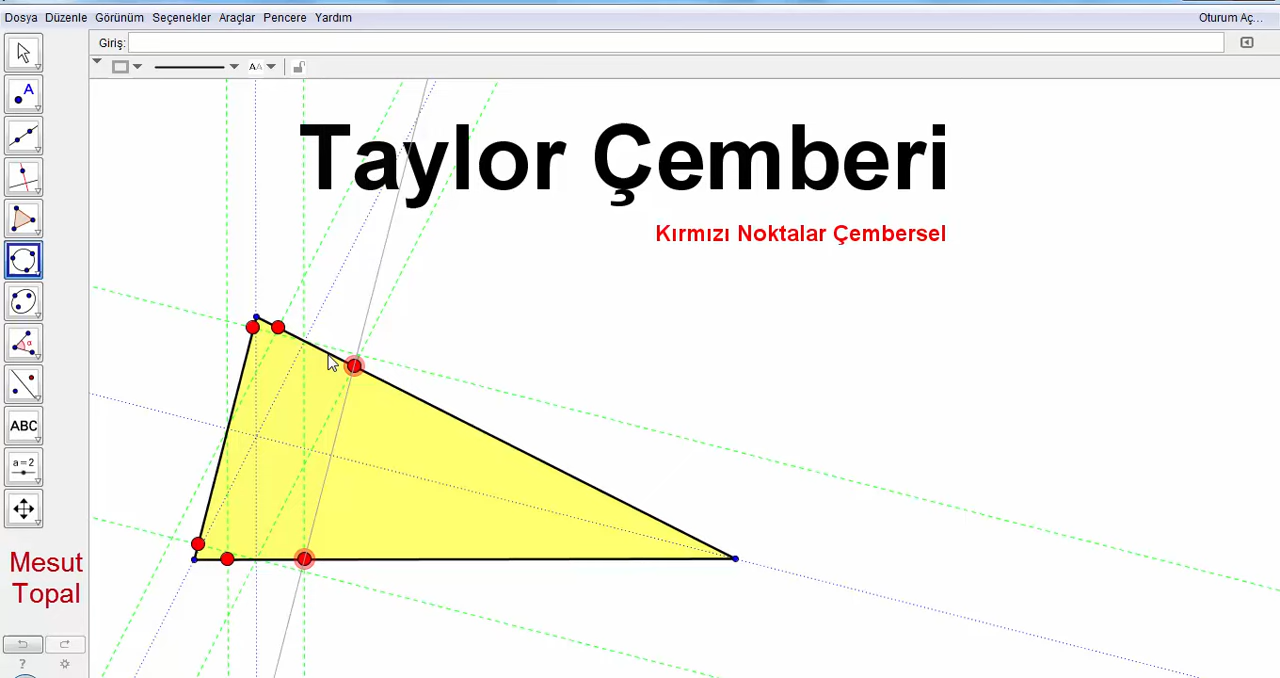 Dosya Düzenle Görünüm Seçenekler Araçlar Pencere Yardım Oturum Aç...
Giriş:
AA
A
Taylor Çemberi
Kırmızı Noktalar Çembersel
α
ABC
a=2
Mesut
Topal
?